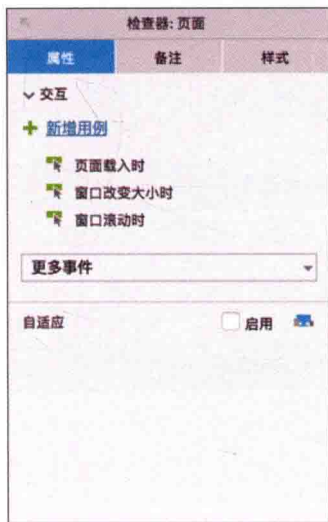 检查器: 页面
属性 备注 样式
交互
新增用例
页面载入时
窗口改变大小时
窗口滚动时
更多事件
自适应 启用